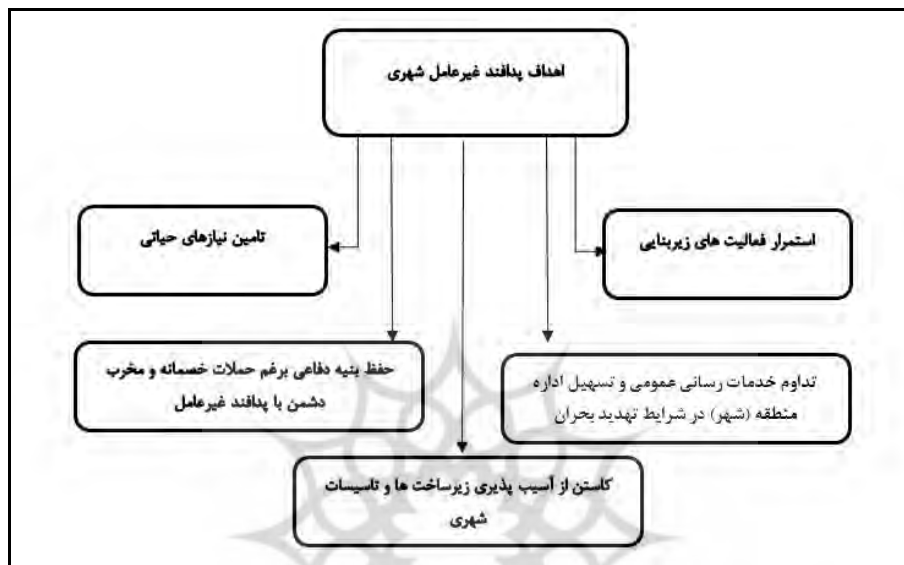 اهداف پدافند غیرعامل شهری
استمرار فعالیت های زیربنایی
تامین نیازهای حیاتی
تداوم خدمات رسانی عمومی و تسهیل اداره
منطقه (شهر) در شرایط تهدید بحران
حفظ بنیه دفاعی برغم حملات خصمانه و مخرب
دشمن با پدافند غیرعامل
کاستن از آسیب پذیری زیرساخت ها و تاسیسات
شهری